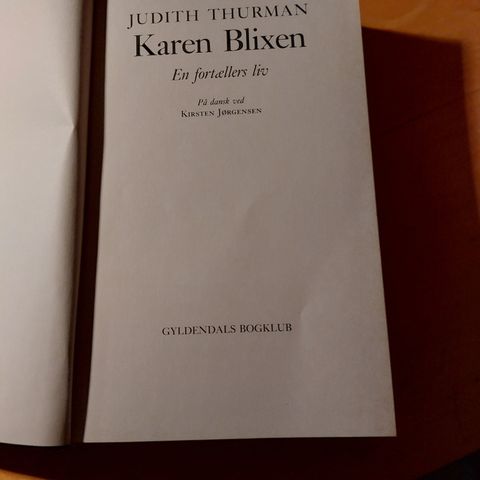 JUDITH THURMAN
Karen Blixen
En fortællers liv
På dansk ved
KIRSTEN JØRGENSEN
GYLDENDALS BOGKLUB